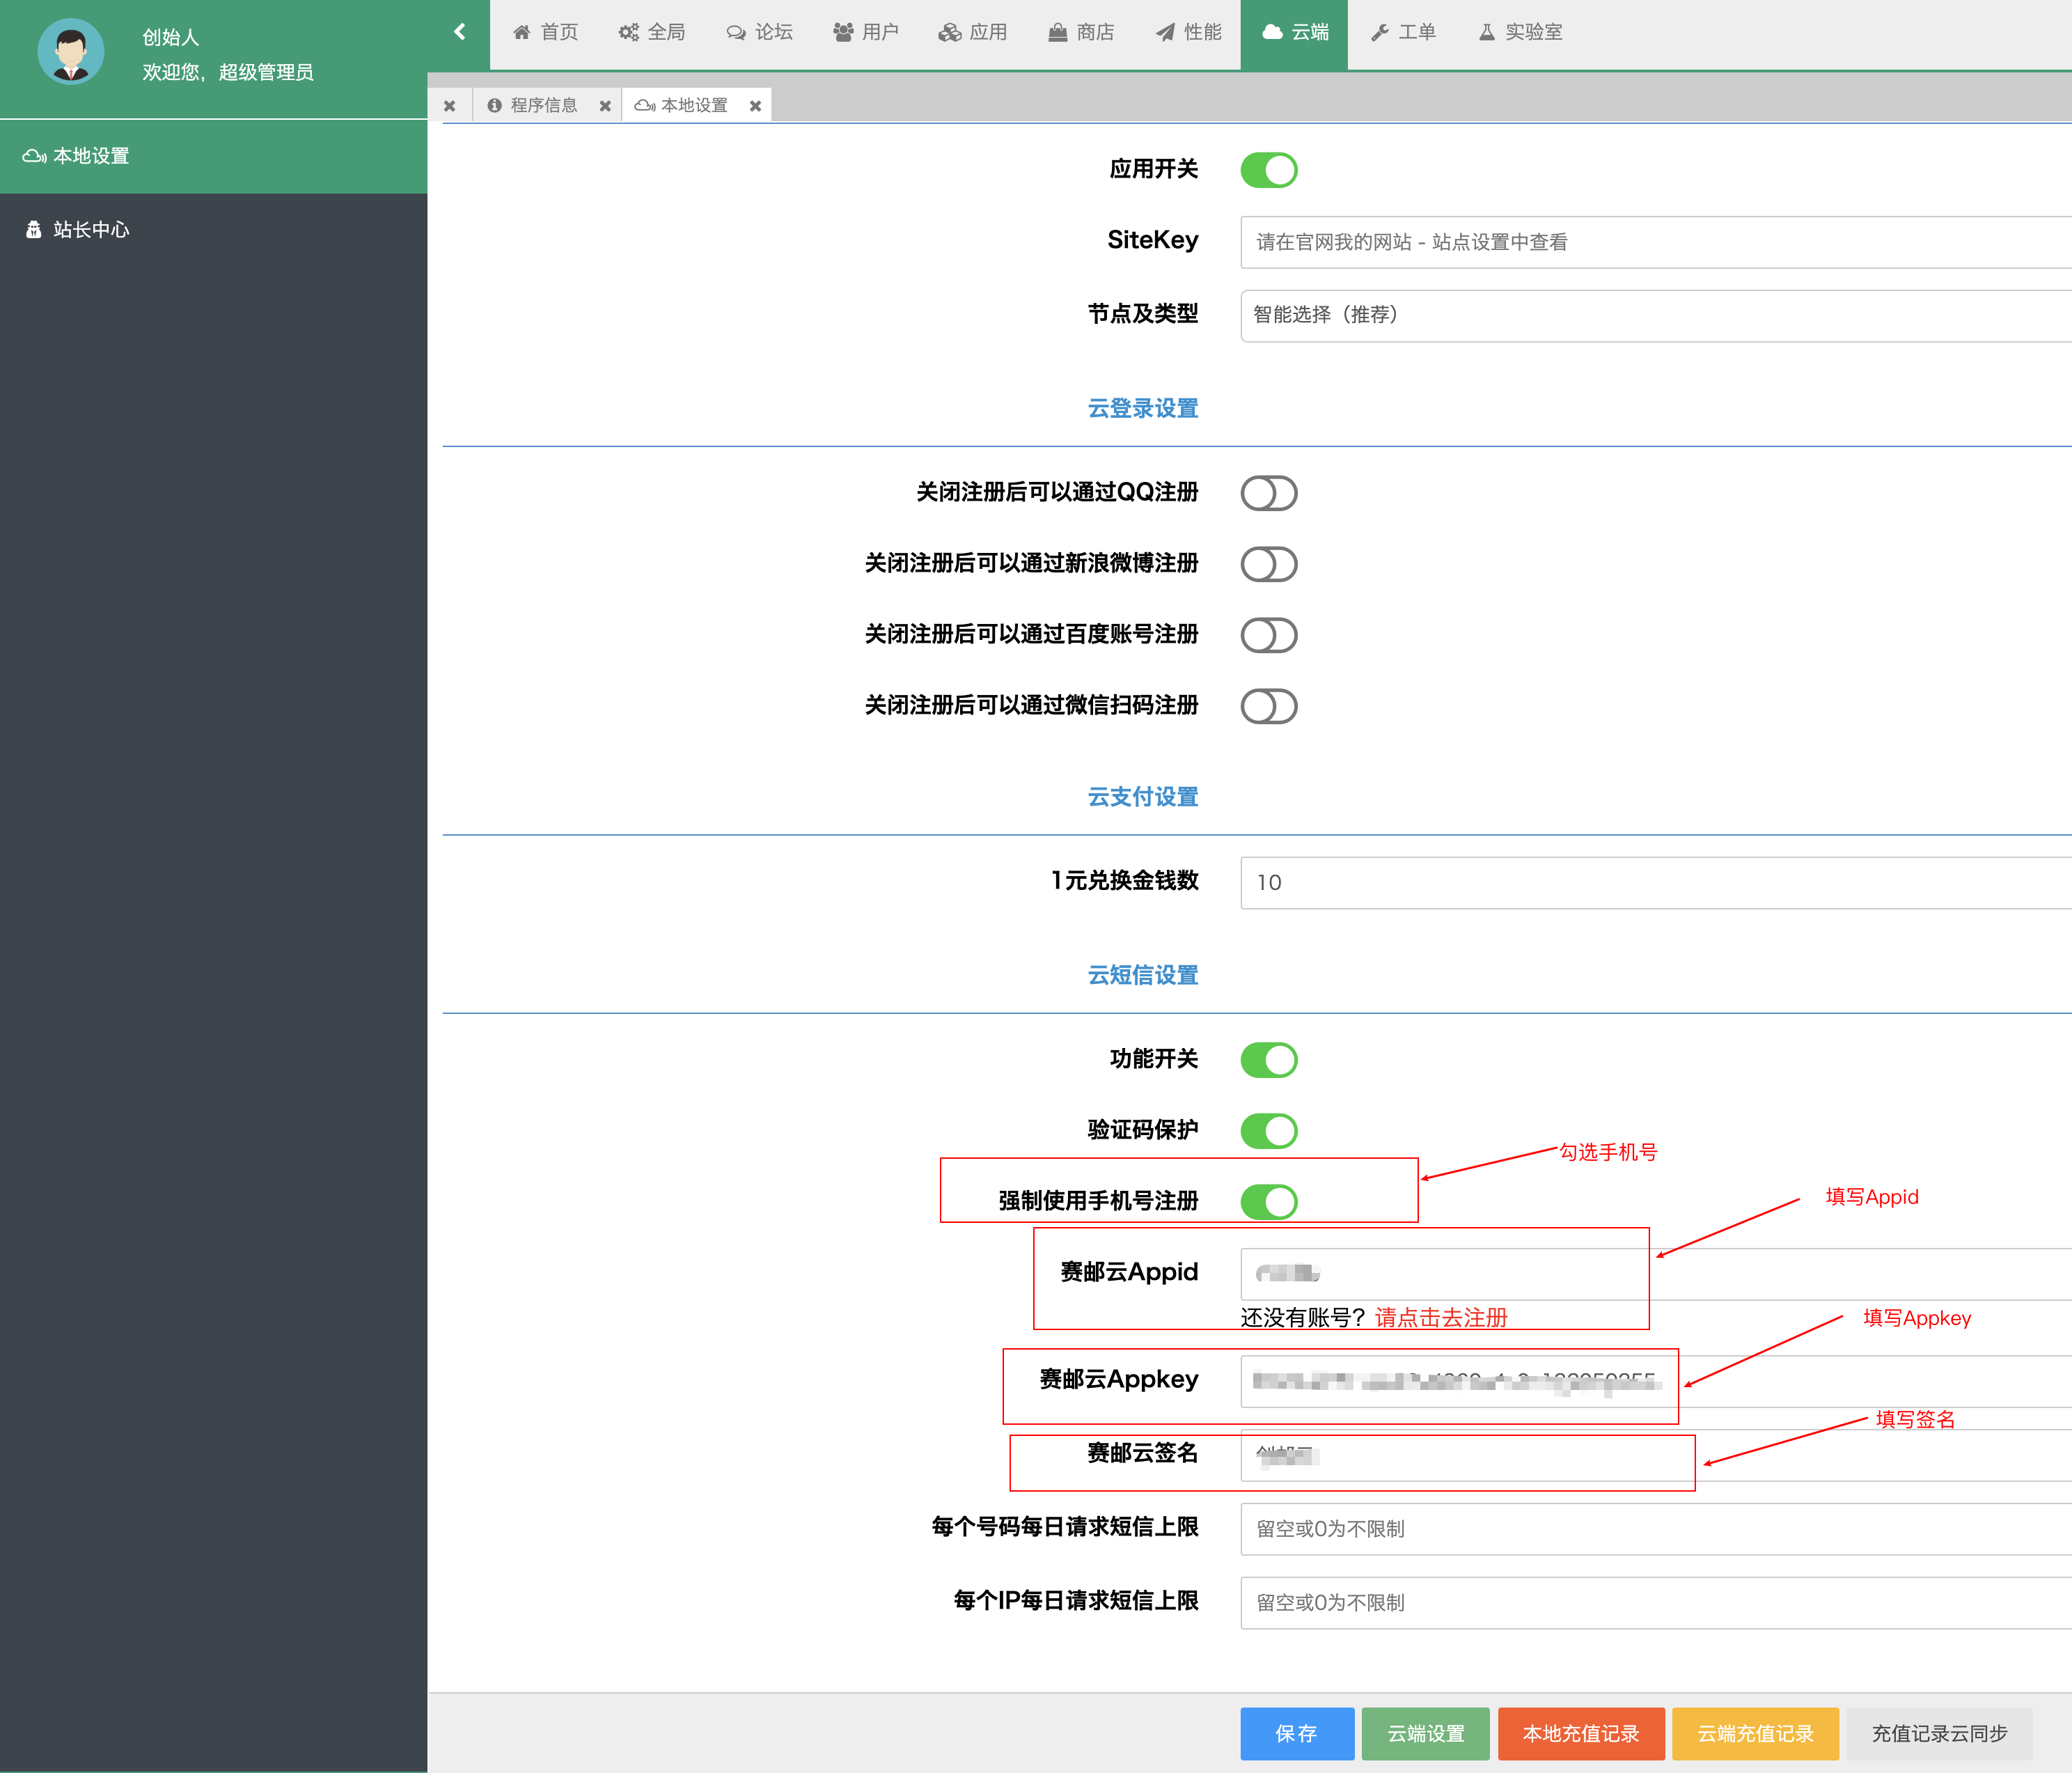 创始人
欢迎您，超级管理员
首页 全局 论坛 用户 应用 商店 性能 云端 工单 实验室
程序信息 本地设置
本地设置
站长中心
应用开关
SiteKey 请在官网我的网站 - 站点设置中查看
节点及类型 智能选择（推荐）
云登录设置
关闭注册后可以通过QQ注册
关闭注册后可以通过新浪微博注册
关闭注册后可以通过百度账号注册
关闭注册后可以通过微信扫码注册
云支付设置
1元兑换金钱数 10
云短信设置
功能开关
验证码保护
勾选手机号
强制使用手机号注册
填写Appid
赛邮云Appid
还没有账号？请点击去注册
填写Appkey
赛邮云Appkey
填写签名
赛邮云签名
每个号码每日请求短信上限 留空或0为不限制
每个IP每日请求短信上限 留空或0为不限制
保存 云端设置 本地充值记录 云端充值记录 充值记录云同步